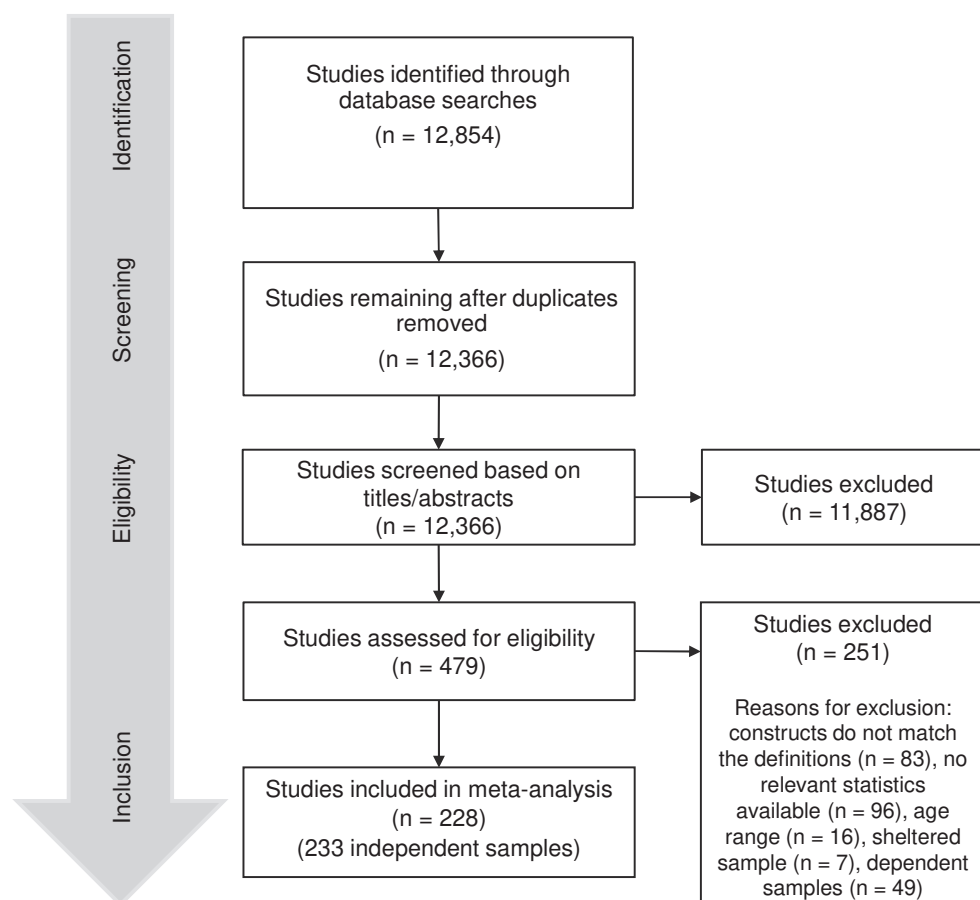 Identification
Studies identified through
database searches
(n = 12,854)
Screening
Studies remaining after duplicates
removed
(n = 12,366)
Eligibility
Studies screened based on
titles/abstracts
(n = 12,366)
Studies excluded
(n = 11,887)
Studies assessed for eligibility
(n = 479)
Studies excluded
(n = 251)
Reasons for exclusion:
constructs do not match
the definitions (n = 83), no
relevant statistics
available (n = 96), age
range (n = 16), sheltered
sample (n = 7), dependent
samples (n = 49)
Inclusion
Studies included in meta-analysis
(n = 228)
(233 independent samples)